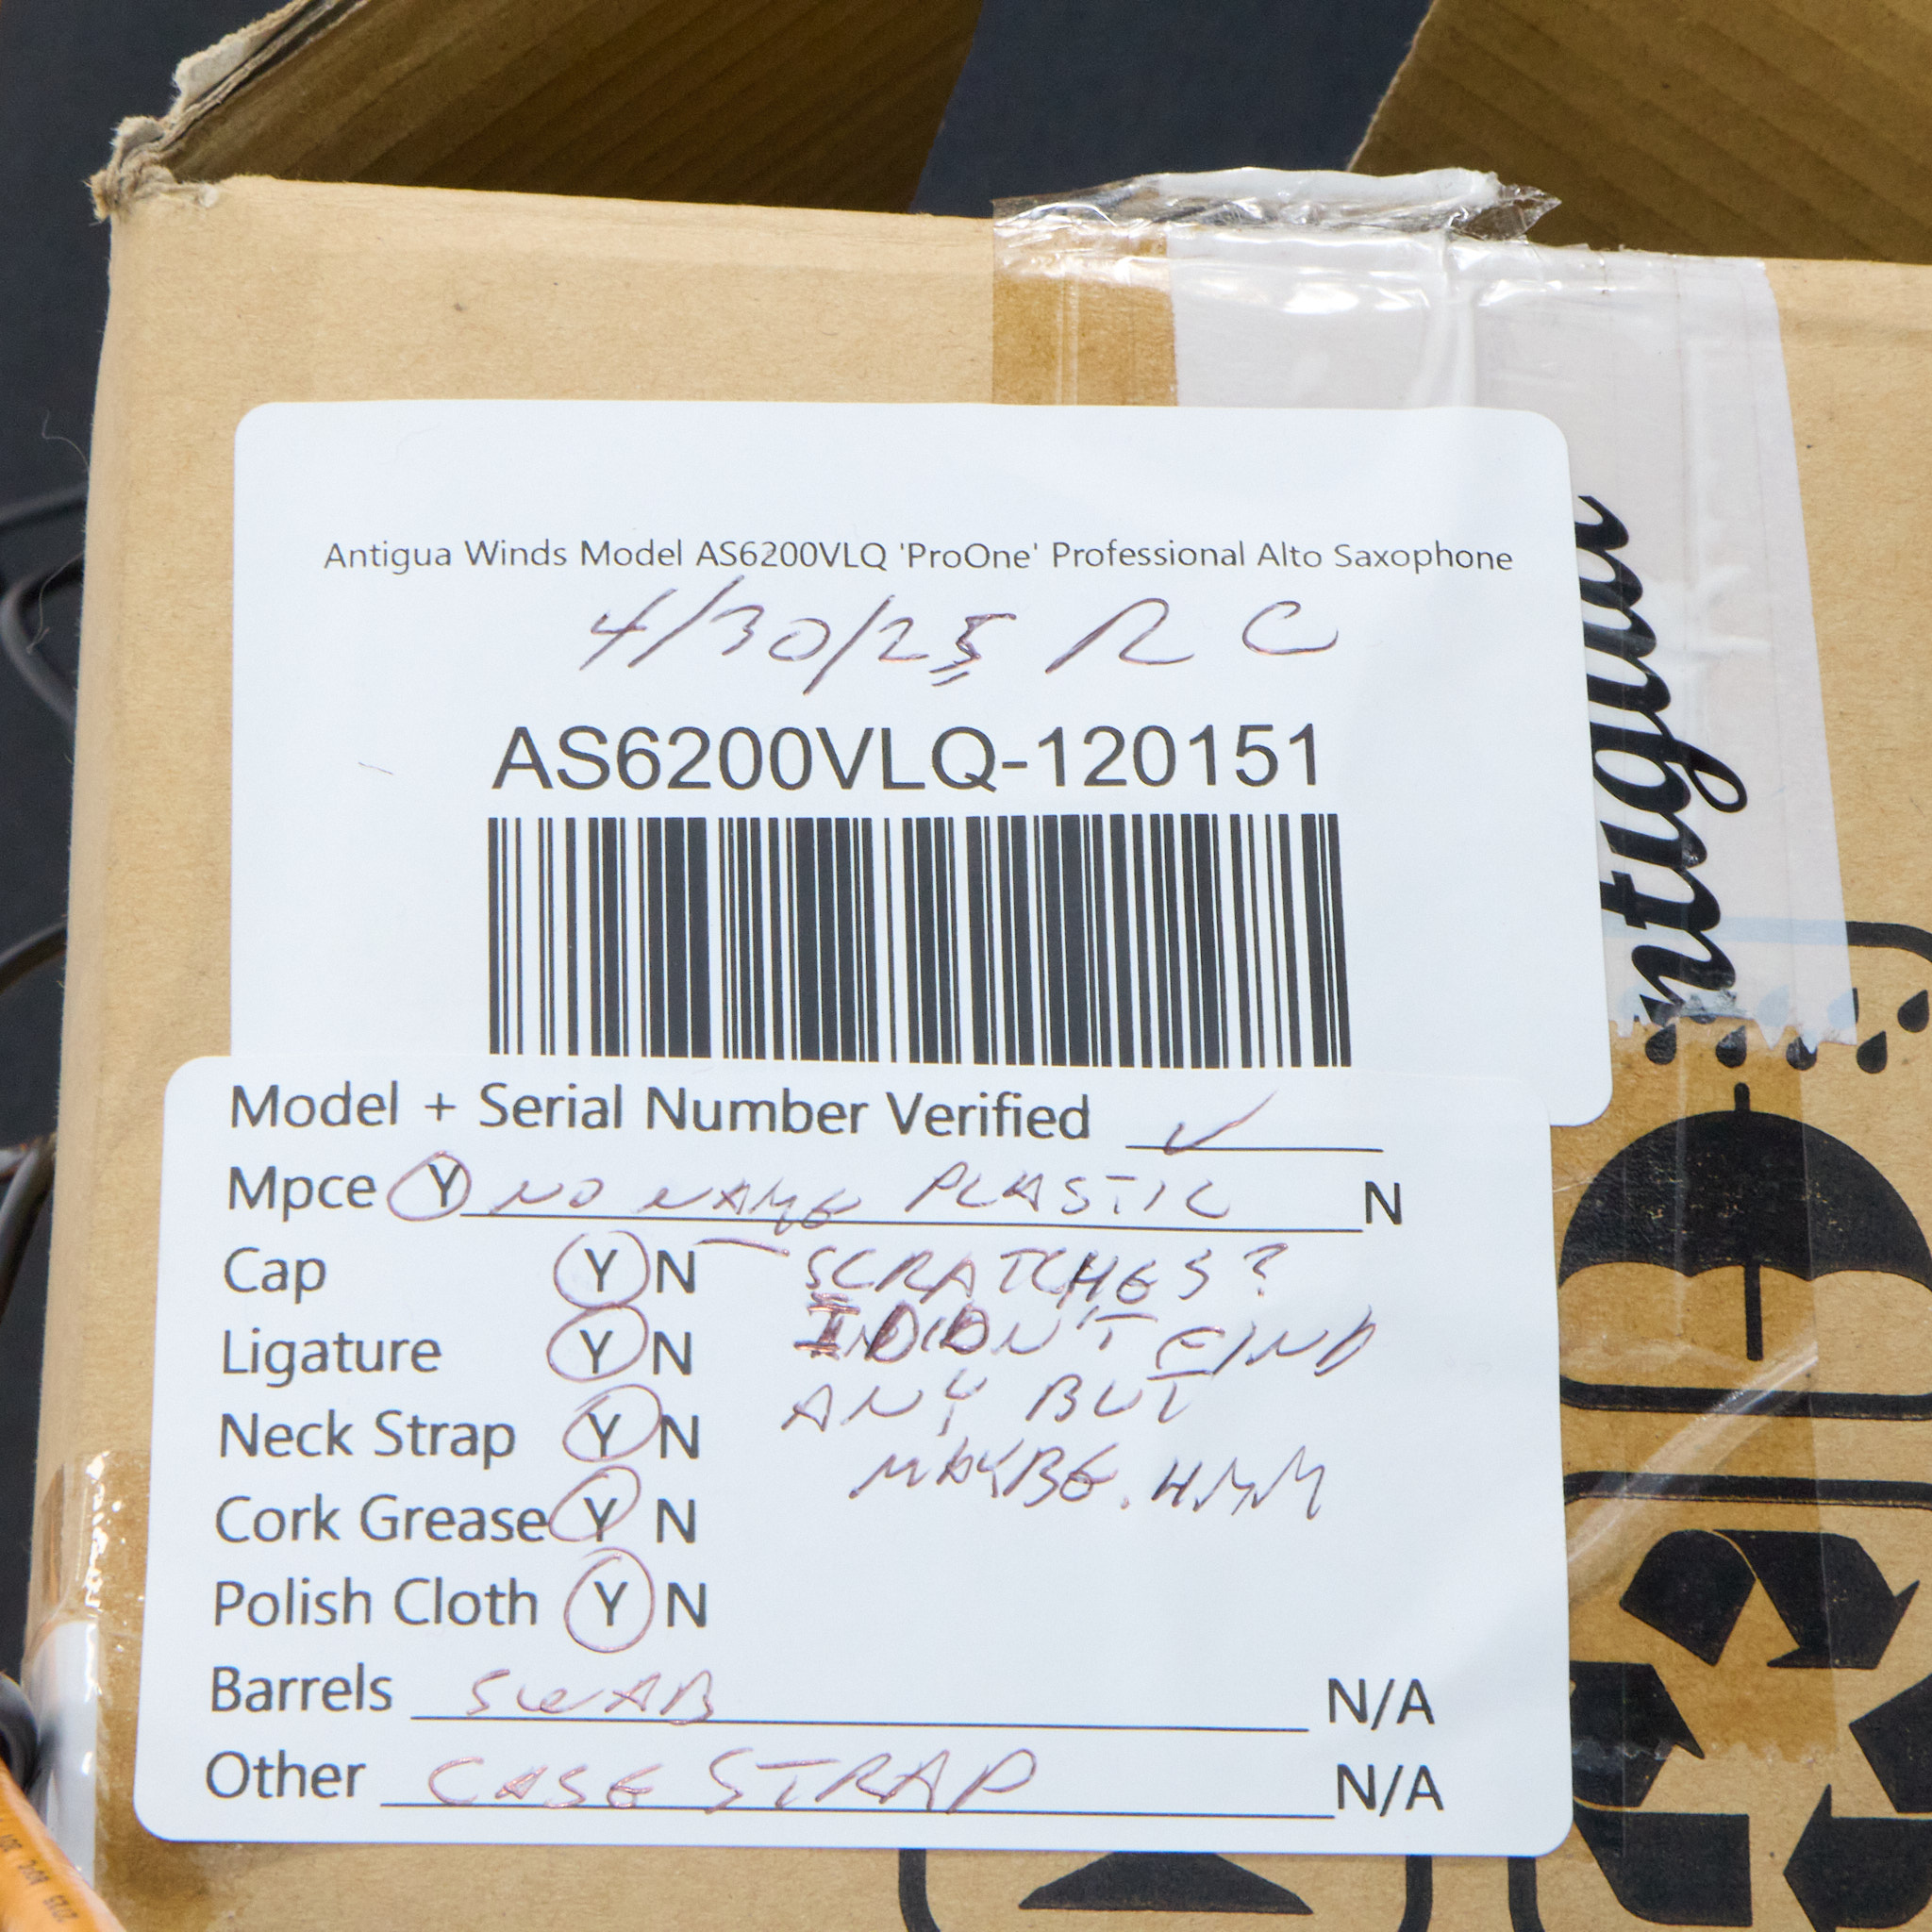 Antigua Winds Model AS6200VLQ 'ProOne' Professional Alto Saxophone
4/30/25 RC
AS6200VLQ-120151
Model + Serial Number Verified ✓
Mpce Y NO NAME PLASTIC N
Cap Y N SCRATCHES?
Ligature Y N I DIDN'T FIND
Neck Strap Y N ANY BUT
MAYBE. HMM
Cork Grease Y N
Polish Cloth Y N
Barrels SWAB N/A
Other CASE STRAP N/A
ntigua